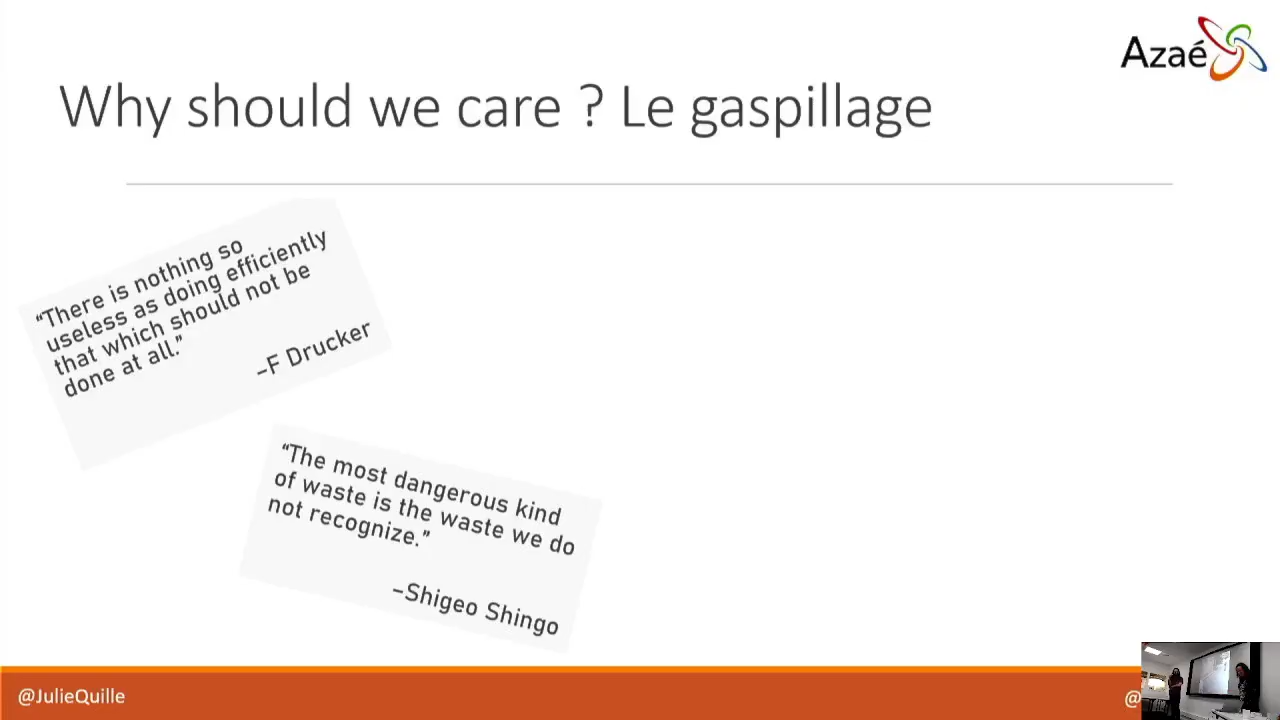 Azaé
Why should we care ? Le gaspillage
“There is nothing so
useless as doing efficiently
that which should not be
done at all.”
–F Drucker
“The most dangerous kind
of waste is the waste we do
not recognize.”
–Shigeo Shingo
@JulieQuille
@